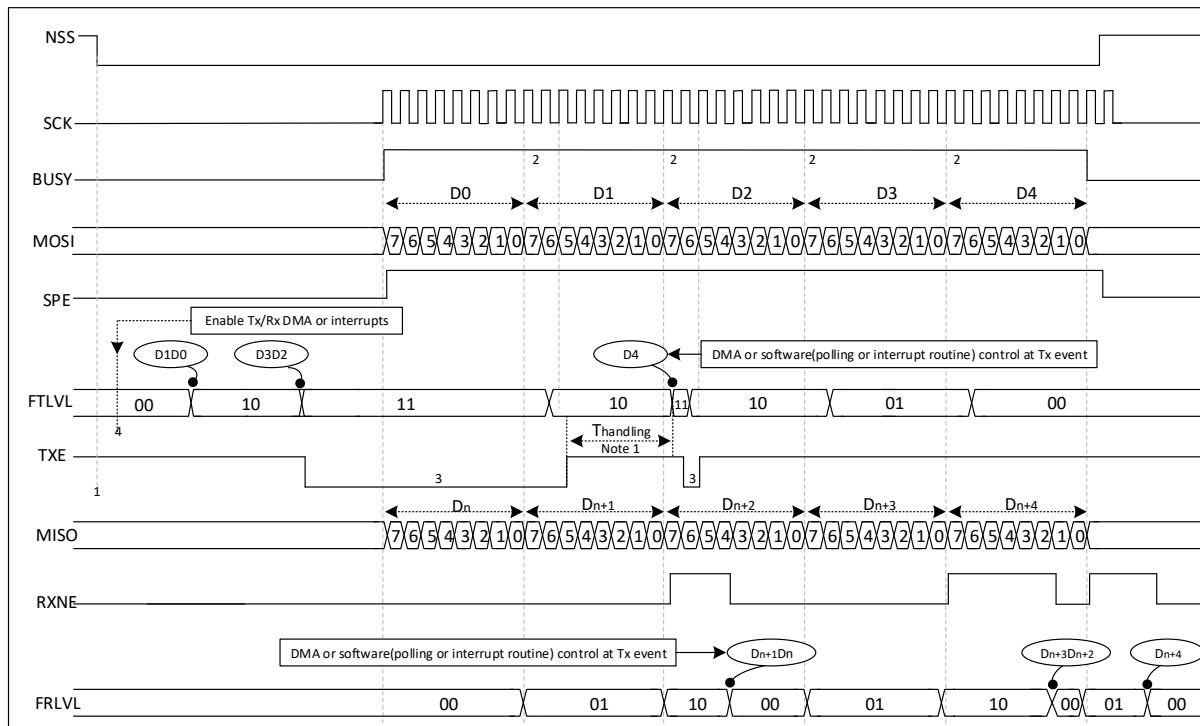 NSS
SCK
BUSY
2 2 2 2
D0 D1 D2 D3 D4
MOSI 7 6 5 4 3 2 1 0 7 6 5 4 3 2 1 0 7 6 5 4 3 2 1 0 7 6 5 4 3 2 1 0 7 6 5 4 3 2 1 0
SPE
Enable Tx/Rx DMA or interrupts
D1D0 D3D2 D4 DMA or software(polling or interrupt routine) control at Tx event
FTLVL 00 10 11 10 11 10 01 00
4
Thandling
Note 1
TXE
3 3
1
Dn Dn+1 Dn+2 Dn+3 Dn+4
MISO 7 6 5 4 3 2 1 0 7 6 5 4 3 2 1 0 7 6 5 4 3 2 1 0 7 6 5 4 3 2 1 0 7 6 5 4 3 2 1 0
RXNE
DMA or software(polling or interrupt routine) control at Tx event Dn+1Dn Dn+3Dn+2 Dn+4
FRLVL 00 01 10 00 01 10 00 01 00